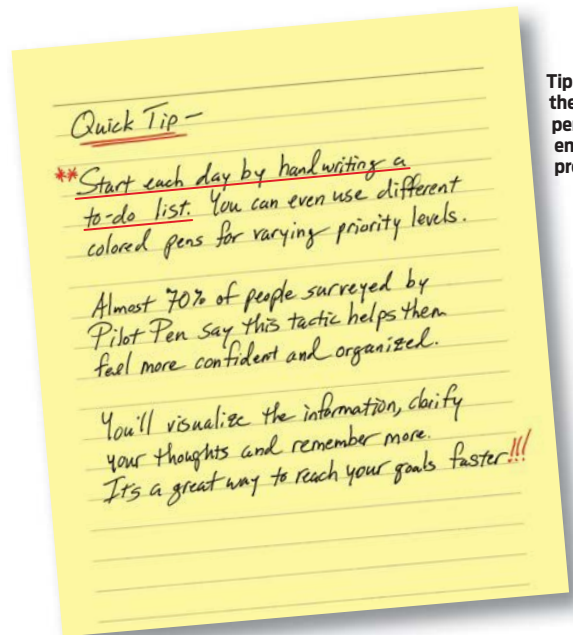 Quick Tip -
** Start each day by handwriting a
to-do list. You can even use different
colored pens for varying priority levels.
Almost 70% of people surveyed by
Pilot Pen say this tactic helps them
feel more confident and organized.
You'll visualize the information, clarify
your thoughts and remember more.
It's a great way to reach your goals faster!!!
Tip
the
per
en
pr